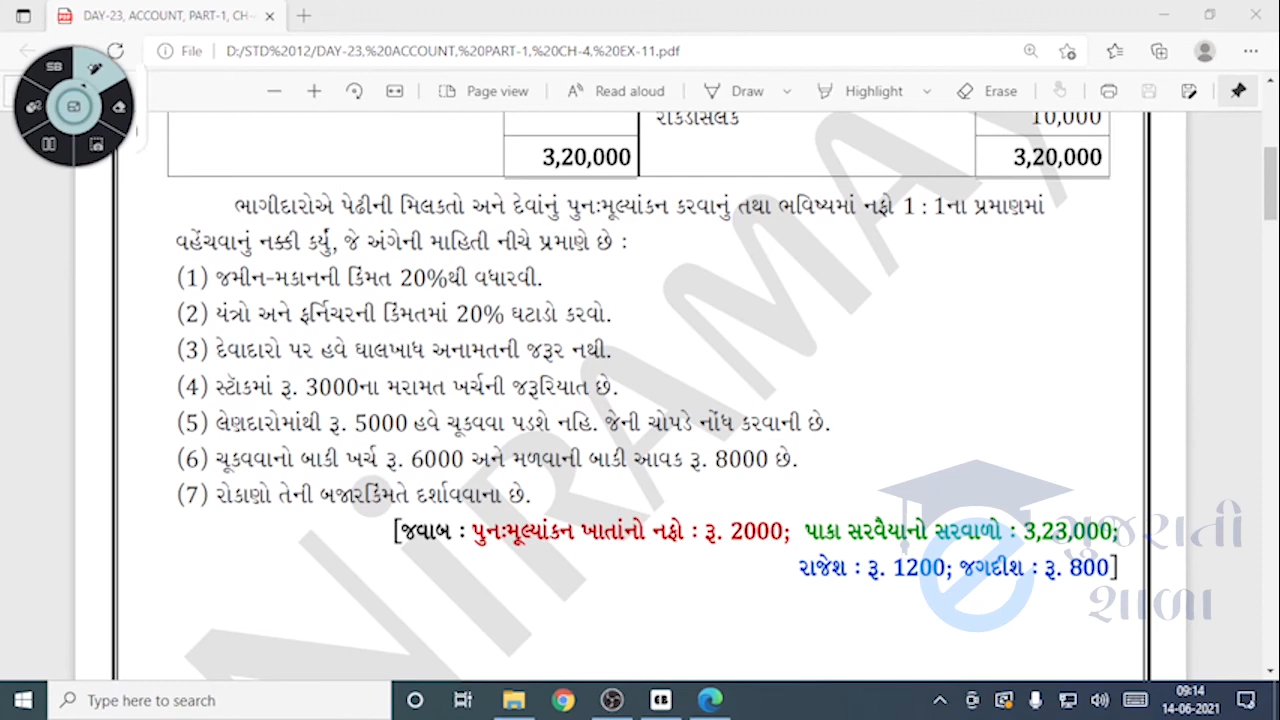 DAY-23, ACCOUNT, PART-1, CH-
File D:/STD%2012/DAY-23,%20ACCOUNT,%20PART-1,%20CH-4,%20EX-11.pdf
SB
Page view Read aloud Draw Highlight Erase
રોકડસિલક 10,000
3,20,000 3,20,000
ભાગીદારોએ પેઢીની મિલકતો અને દેવાંનું પુનઃમૂલ્યાંકન કરવાનું તથા ભવિષ્યમાં નફો 1 : 1ના પ્રમાણમાં
વહેંચવાનું નક્કી કર્યું, જે અંગેની માહિતી નીચે પ્રમાણે છે :
(1) જમીન-મકાનની કિંમત 20%થી વધારવી.
(2) યંત્રો અને ફર્નિચરની કિંમતમાં 20% ઘટાડો કરવો.
(3) દેવાદારો પર હવે ઘાલખાધ અનામતની જરૂર નથી.
(4) સ્ટૉકમાં રૂ. 3000ના મરામત ખર્ચની જરૂરિયાત છે.
(5) લેણદારોમાંથી રૂ. 5000 હવે ચૂકવવા પડશે નહિ. જેની ચોપડે નોંધ કરવાની છે.
(6) ચૂકવવાનો બાકી ખર્ચ રૂ. 6000 અને મળવાની બાકી આવક રૂ. 8000 છે.
(7) રોકાણો તેની બજારકિંમતે દર્શાવવાના છે.
[જવાબ : પુનઃમૂલ્યાંકન ખાતાંનો નફો : રૂ. 2000; પાકા સરવૈયાનો સરવાળો : 3,23,000;
રાજેશ : રૂ. 1200; જગદીશ : રૂ. 800]
NIRAMAY
ગુજરાતી
શાળા
Type here to search
09:14
14-06-2021